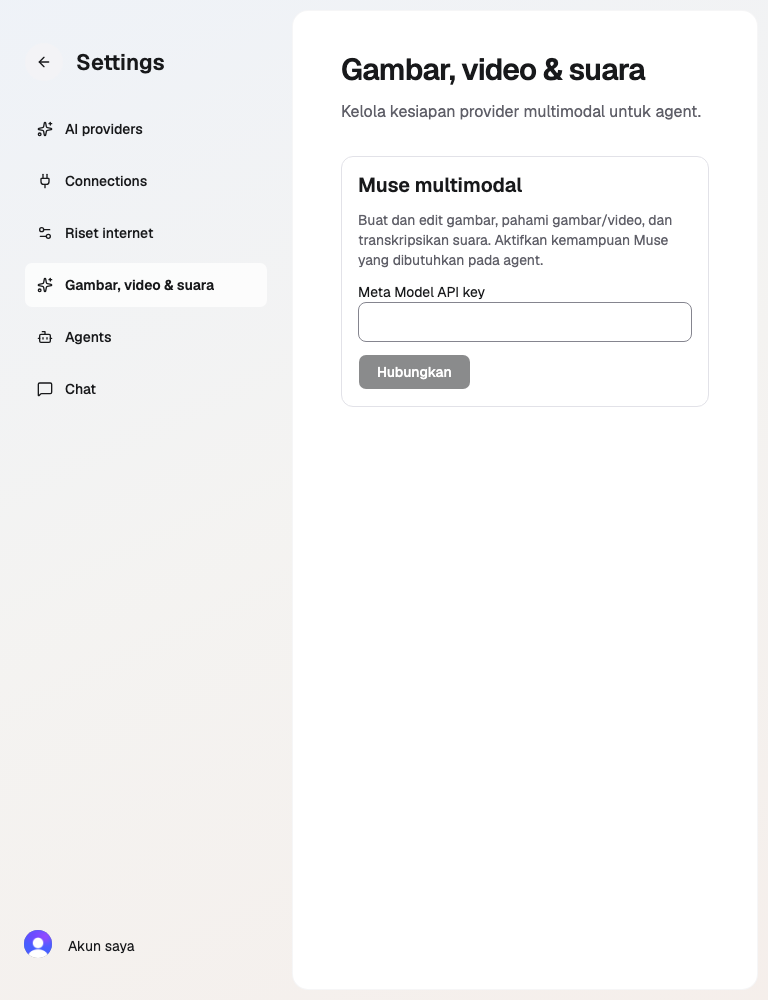 Settings
AI providers
Connections
Riset internet
Gambar, video & suara
Agents
Chat
Akun saya
Gambar, video & suara
Kelola kesiapan provider multimodal untuk agent.
Muse multimodal
Buat dan edit gambar, pahami gambar/video, dan
transkripsikan suara. Aktifkan kemampuan Muse
yang dibutuhkan pada agent.
Meta Model API key
Hubungkan